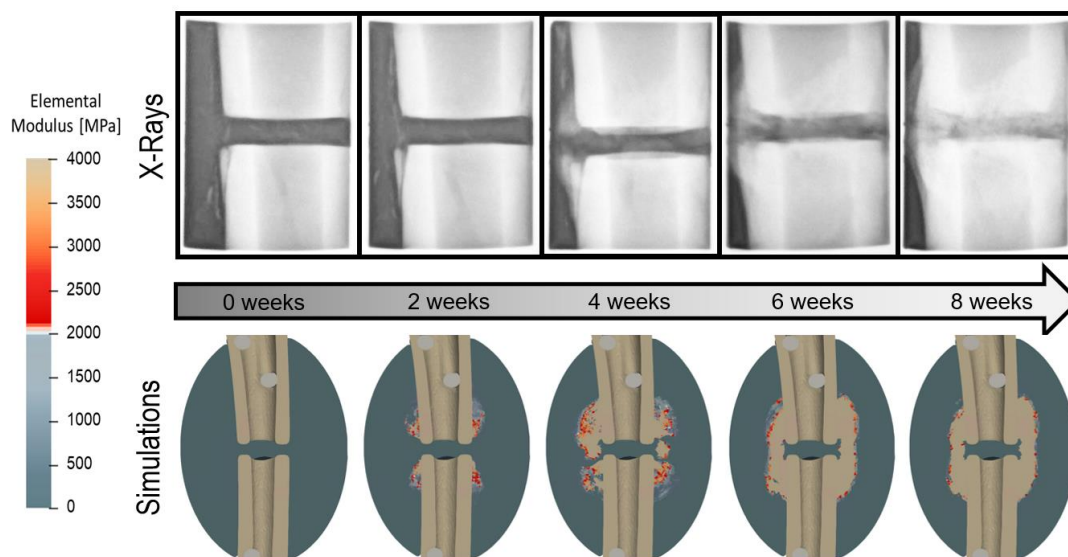 X-Rays
Elemental
Modulus [MPa]
4000
3500
3000
2500
2000
1500
1000
500
0
0 weeks
2 weeks
4 weeks
6 weeks
8 weeks
Simulations